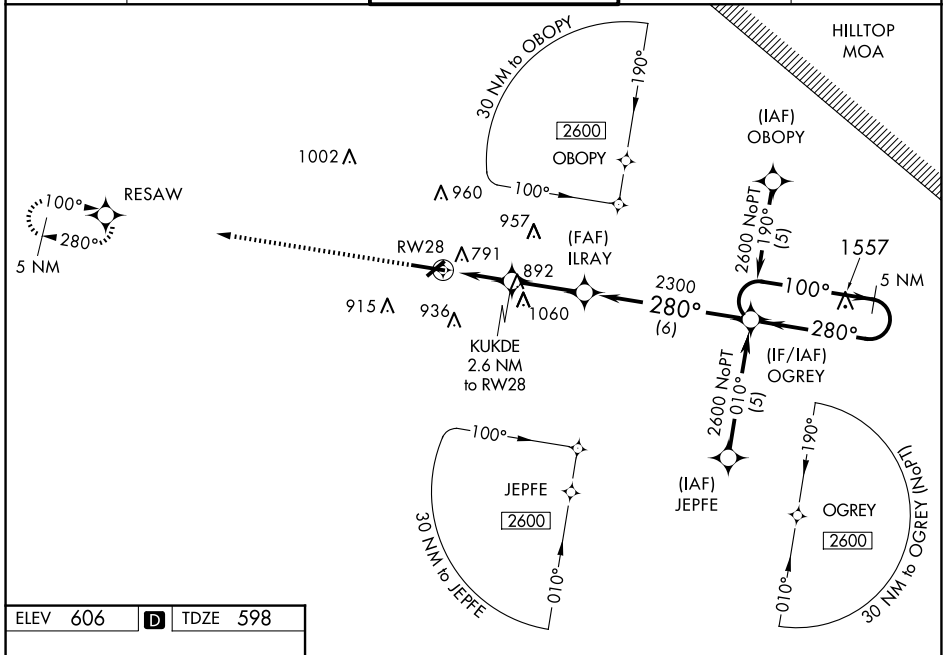 HILLTOP
MOA
30 NM to OBOPY
190°
2600
OBOPY
100°
(IAF)
OBOPY
1002
RESAW
100°
280°
5 NM
960
957
2600 NoPT
190°
(5)
1557
RW28
791
(FAF)
ILRAY
892
2300
280°
(6)
100°
5 NM
280°
915
936
1060
KUKDE
2.6 NM
to RW28
(IF/IAF)
OGREY
2600 NoPT
010°
(5)
(IAF)
JEPFE
100°
JEPFE
2600
010°
30 NM to JEPFE
190°
OGREY
2600
010°
30 NM to OGREY (NoPT)
ELEV 606 D TDZE 598